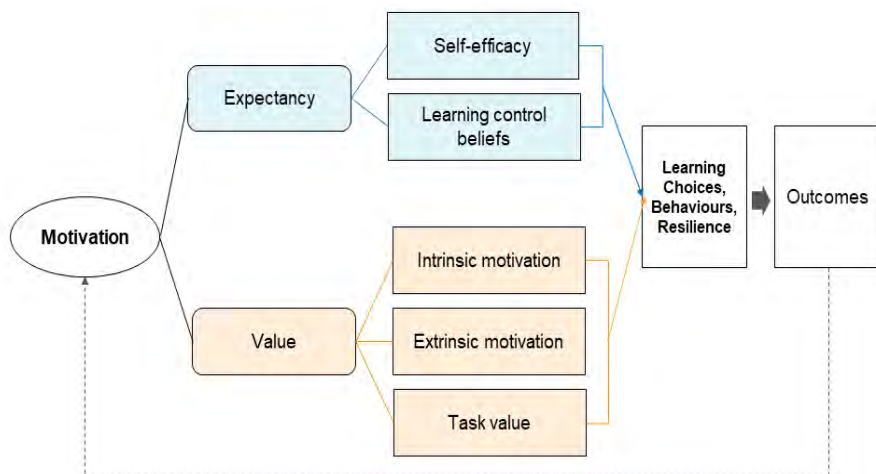 Motivation
Expectancy
Value
Self-efficacy
Learning control
beliefs
Intrinsic motivation
Extrinsic motivation
Task value
Learning
Choices,
Behaviours,
Resilience
Outcomes